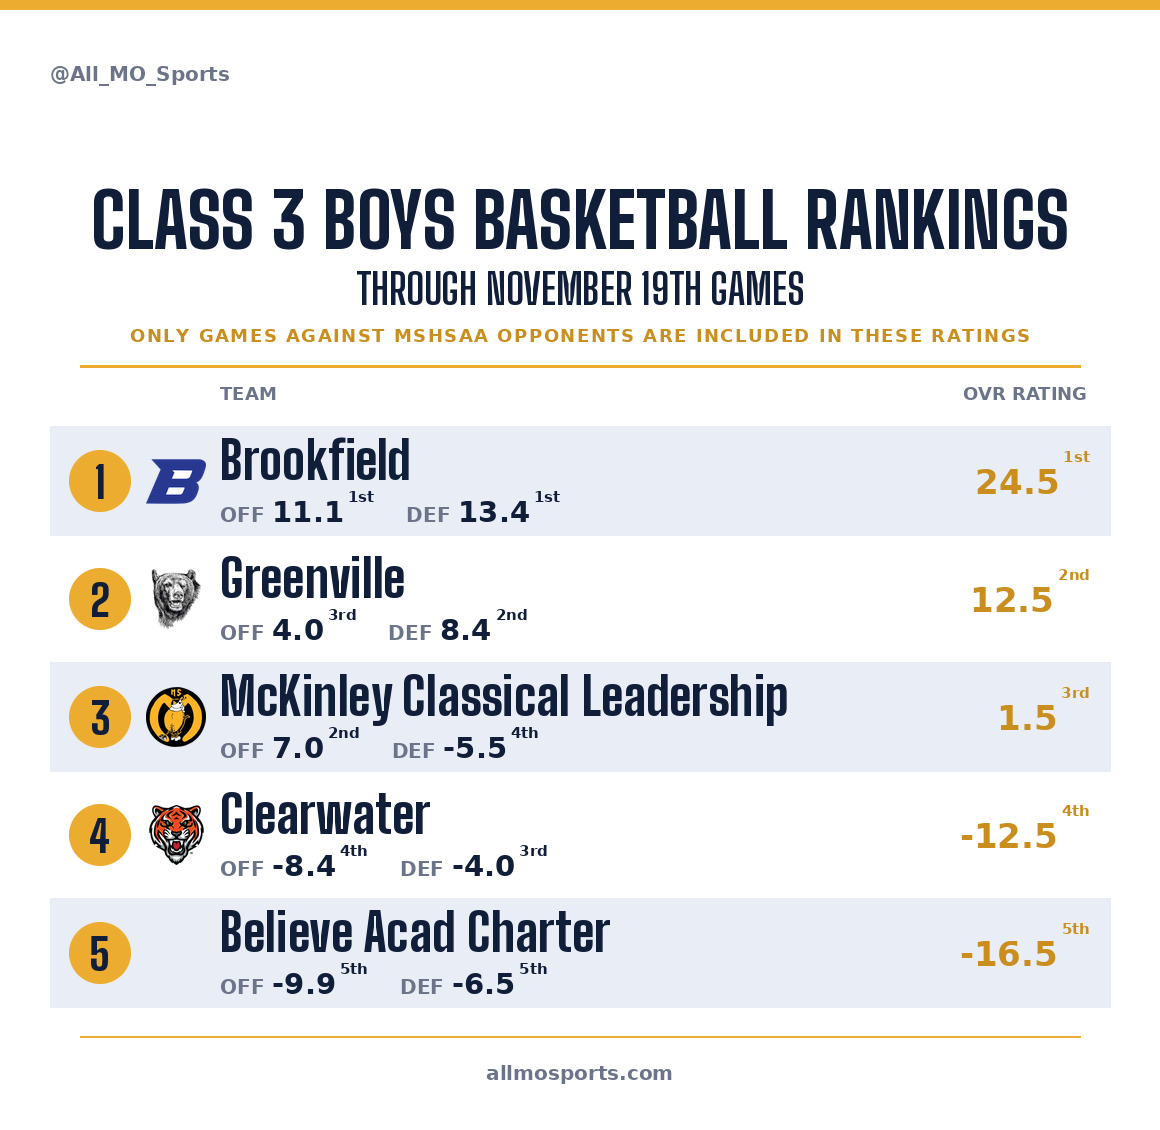 @All_MO_Sports
CLASS 3 BOYS BASKETBALL RANKINGS
THROUGH NOVEMBER 19TH GAMES
ONLY GAMES AGAINST MSHSAA OPPONENTS ARE INCLUDED IN THESE RATINGS
TEAM OVR RATING
1 B Brookfield 24.5 1st
OFF 11.1 1st DEF 13.4 1st
2 Greenville 12.5 2nd
OFF 4.0 3rd DEF 8.4 2nd
3 MS McKinley Classical Leadership 1.5 3rd
OFF 7.0 2nd DEF -5.5 4th
4 Clearwater -12.5 4th
OFF -8.4 4th DEF -4.0 3rd
5 Believe Acad Charter -16.5 5th
OFF -9.9 5th DEF -6.5 5th
allmosports.com